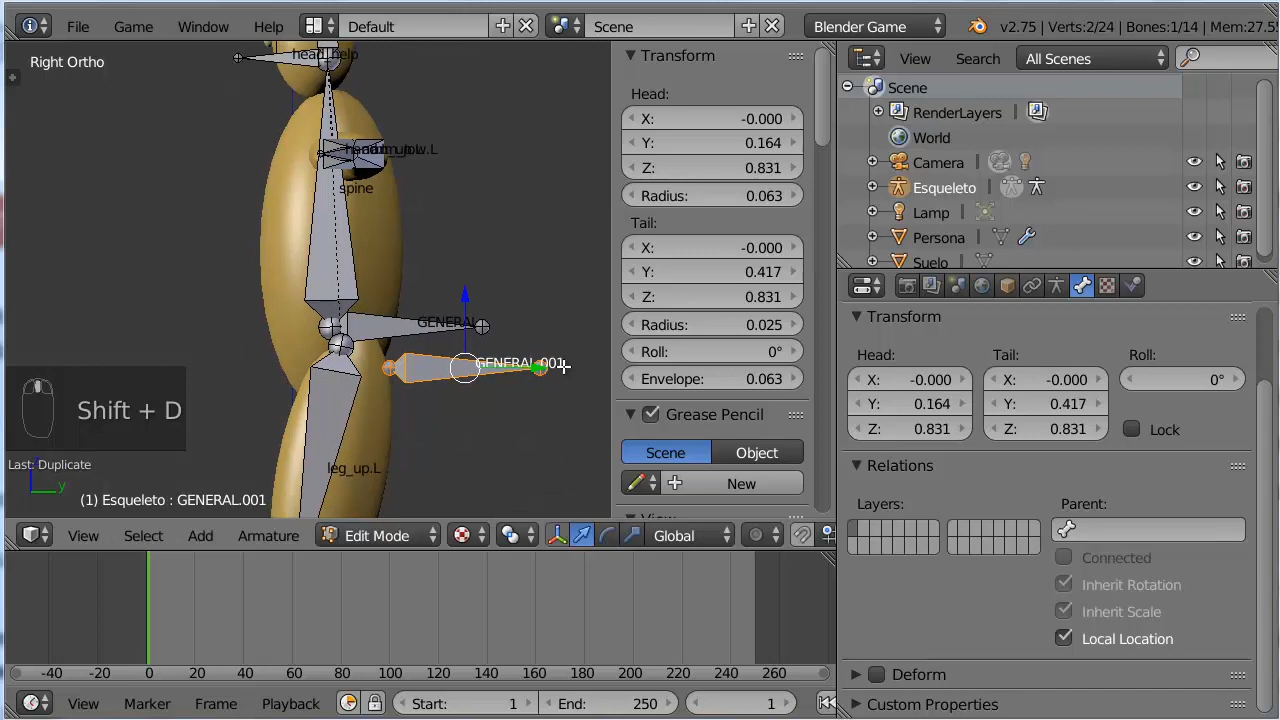 File Game Window Help Default Scene Blender Game v2.75 | Verts:2/24 | Bones:1/14 | Mem:27.5
Right Ortho
head_help
spine
GENERAL
GENERAL.001
leg_up.L
Shift + D
Last: Duplicate
z
y
(1) Esqueleto : GENERAL.001
Transform
Head:
X: -0.000
Y: 0.164
Z: 0.831
Radius: 0.063
Tail:
X: -0.000
Y: 0.417
Z: 0.831
Radius: 0.025
Roll: 0°
Envelope: 0.063
Grease Pencil
Scene Object
New
View Select Add Armature Edit Mode Global
-40 -20 0 20 40 60 80 100 120 140 160 180 200 220 240 260
View Marker Frame Playback Start: 1 End: 250 1
View Search All Scenes
Scene
RenderLayers
World
Camera
Esqueleto
Lamp
Persona
Suelo
Transform
Head: Tail: Roll:
X: -0.000 X: -0.000 0°
Y: 0.164 Y: 0.417
Z: 0.831 Z: 0.831 Lock
Relations
Layers: Parent:
Connected
Inherit Rotation
Inherit Scale
Local Location
Deform
Custom Properties